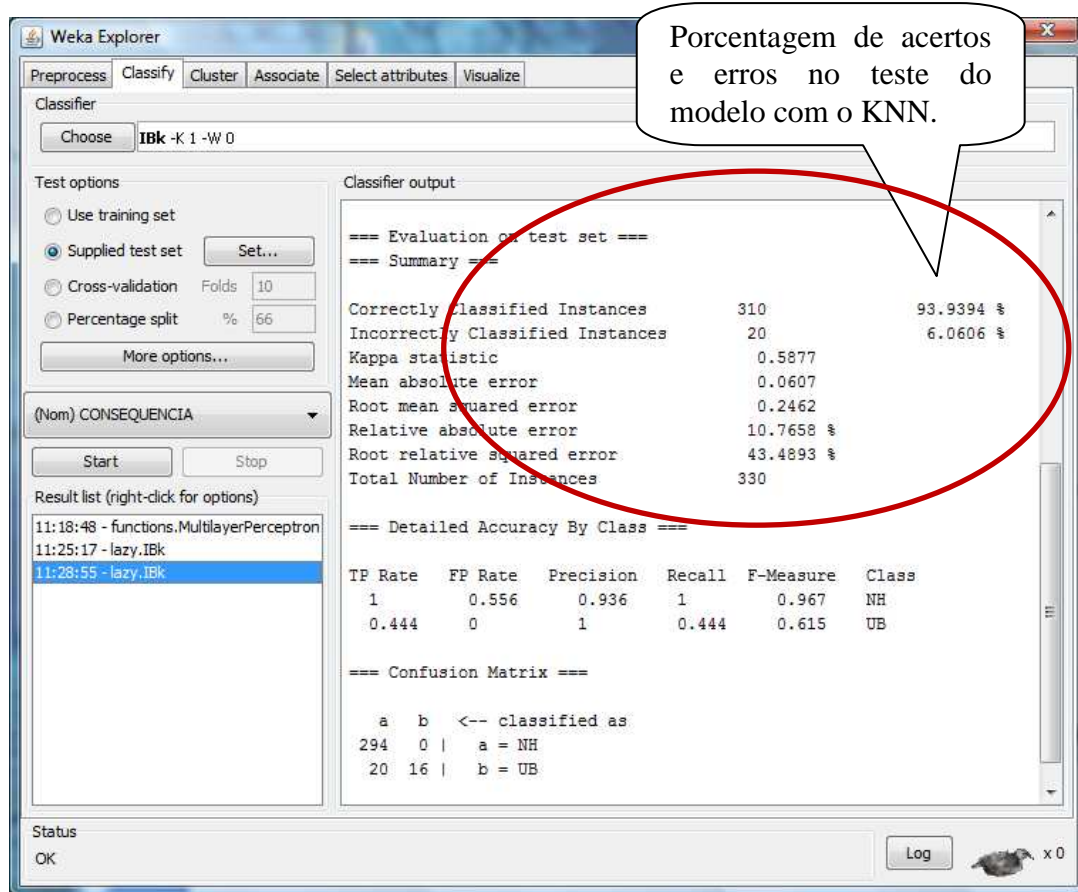 Weka Explorer
Porcentagem de acertos
e erros no teste do
modelo com o KNN.
Preprocess Classify Cluster Associate Select attributes Visualize
Classifier
Choose IBk -K 1 -W 0
Test options
Use training set
Supplied test set Set...
Cross-validation Folds 10
Percentage split % 66
More options...
(Nom) CONSEQUENCIA
Start Stop
Result list (right-click for options)
11:18:48 - functions.MultilayerPerceptron
11:25:17 - lazy.IBk
11:28:55 - lazy.IBk
Classifier output
=== Evaluation on test set ===
=== Summary ===
Correctly Classified Instances 310 93.9394 %
Incorrectly Classified Instances 20 6.0606 %
Kappa statistic 0.5877
Mean absolute error 0.0607
Root mean squared error 0.2462
Relative absolute error 10.7658 %
Root relative squared error 43.4893 %
Total Number of Instances 330
=== Detailed Accuracy By Class ===
TP Rate FP Rate Precision Recall F-Measure Class
1 0.556 0.936 1 0.967 NH
0.444 0 1 0.444 0.615 UB
=== Confusion Matrix ===
a b <-- classified as
294 0 | a = NH
20 16 | b = UB
Status
OK
Log x 0